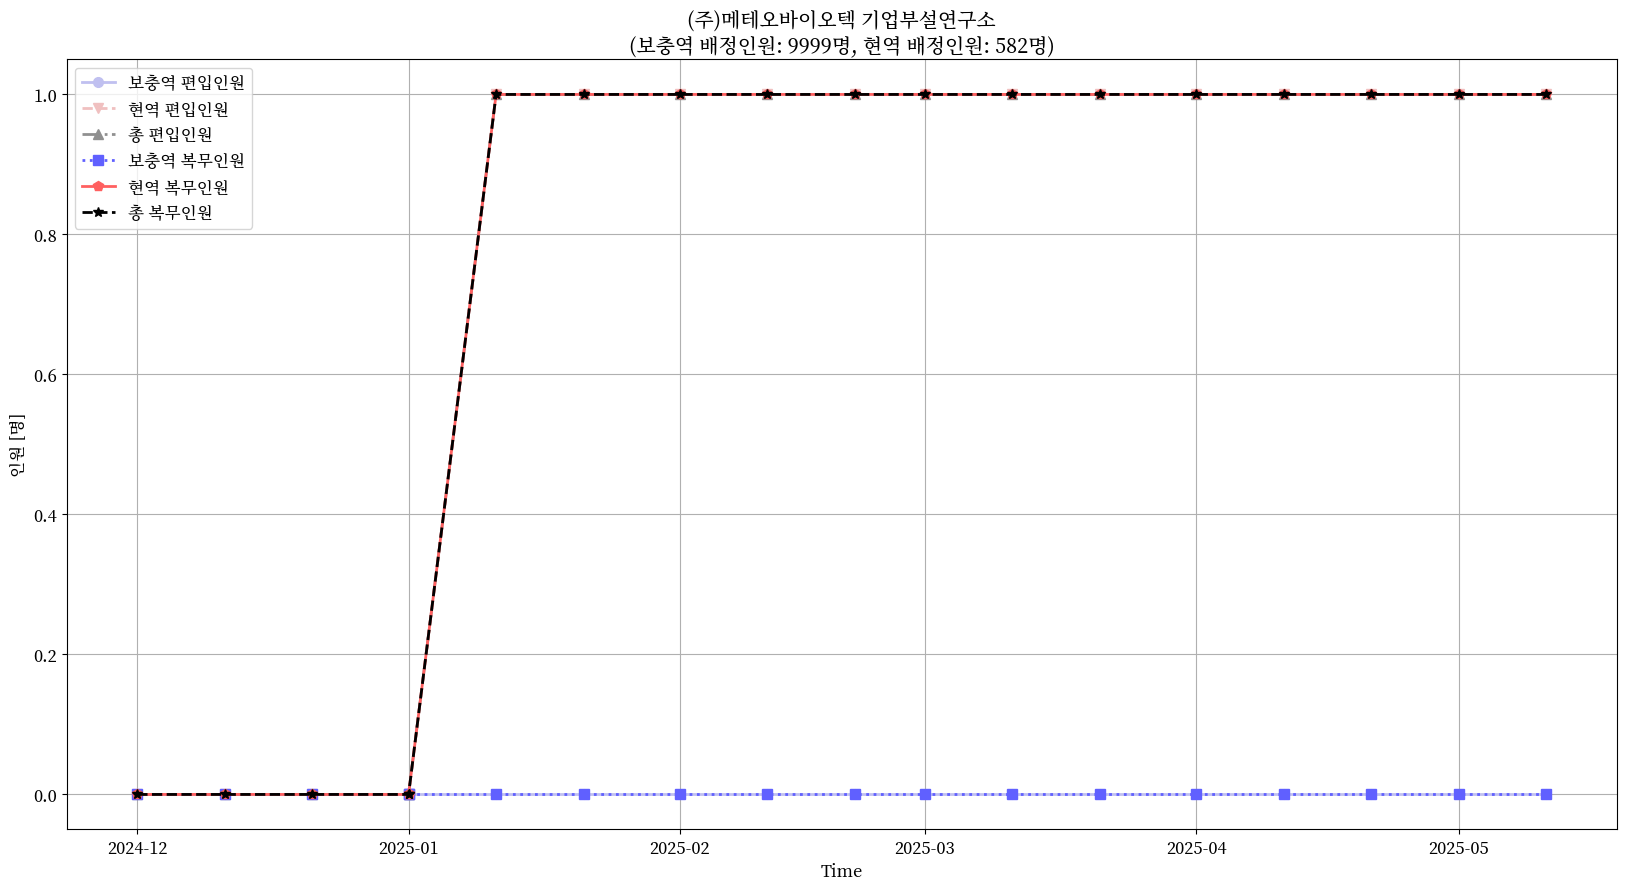 (주)메테오바이오텍 기업부설연구소
(보충역 배정인원: 9999명, 현역 배정인원: 582명)
보충역 편입인원
현역 편입인원
총 편입인원
보충역 복무인원
현역 복무인원
총 복무인원
1.0
0.8
0.6
0.4
0.2
0.0
인원 [명]
2024-12
2025-01
2025-02
2025-03
2025-04
2025-05
Time